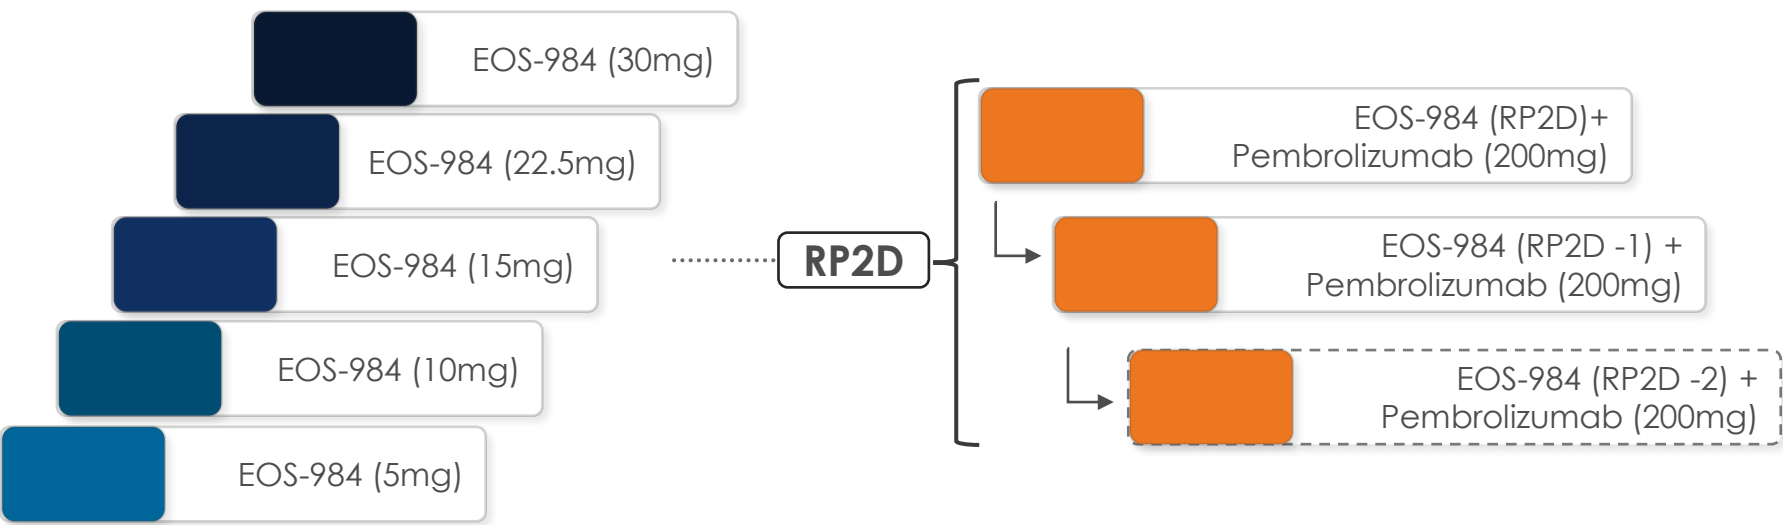 EOS-984 (30mg)
EOS-984 (22.5mg)
EOS-984 (15mg)
EOS-984 (10mg)
EOS-984 (5mg)
RP2D
EOS-984 (RP2D)+
Pembrolizumab (200mg)
EOS-984 (RP2D -1) +
Pembrolizumab (200mg)
EOS-984 (RP2D -2) +
Pembrolizumab (200mg)